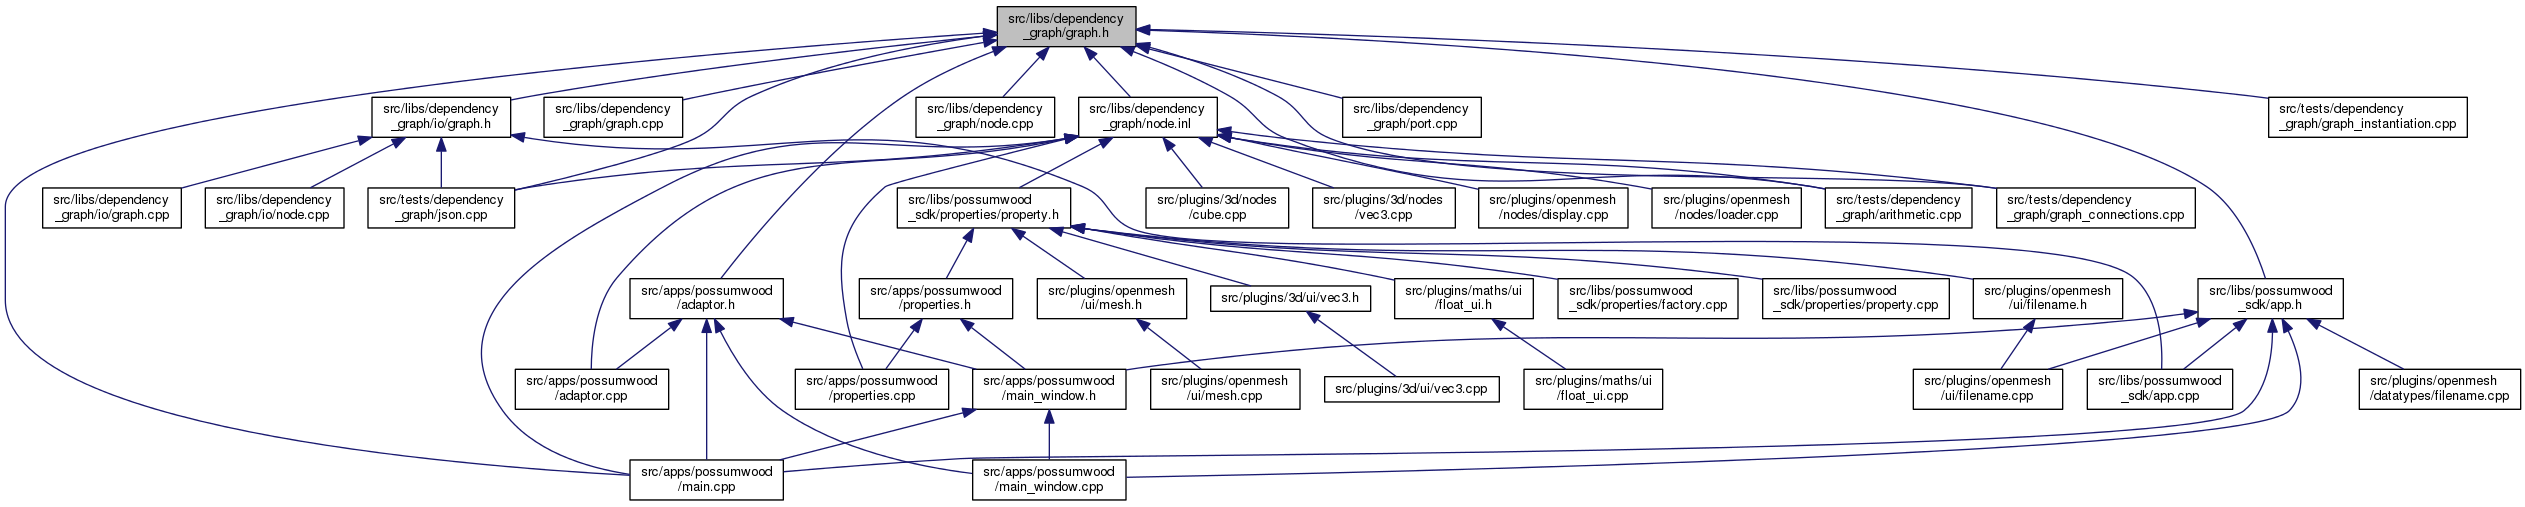 src/libs/dependency
_graph/graph.h
src/libs/dependency
_graph/io/graph.h
src/libs/dependency
_graph/graph.cpp
src/libs/dependency
_graph/node.cpp
src/libs/dependency
_graph/node.inl
src/libs/dependency
_graph/port.cpp
src/tests/dependency
_graph/graph_instantiation.cpp
src/libs/dependency
_graph/io/graph.cpp
src/libs/dependency
_graph/io/node.cpp
src/tests/dependency
_graph/json.cpp
src/libs/possumwood
_sdk/properties/property.h
src/plugins/3d/nodes
/cube.cpp
src/plugins/3d/nodes
/vec3.cpp
src/plugins/openmesh
/nodes/display.cpp
src/plugins/openmesh
/nodes/loader.cpp
src/tests/dependency
_graph/arithmetic.cpp
src/tests/dependency
_graph/graph_connections.cpp
src/apps/possumwood
/adaptor.h
src/apps/possumwood
/properties.h
src/plugins/openmesh
/ui/mesh.h
src/plugins/3d/ui/vec3.h
src/plugins/maths/ui
/float_ui.h
src/libs/possumwood
_sdk/properties/factory.cpp
src/libs/possumwood
_sdk/properties/property.cpp
src/plugins/openmesh
/ui/filename.h
src/libs/possumwood
_sdk/app.h
src/apps/possumwood
/adaptor.cpp
src/apps/possumwood
/properties.cpp
src/apps/possumwood
/main_window.h
src/plugins/openmesh
/ui/mesh.cpp
src/plugins/3d/ui/vec3.cpp
src/plugins/maths/ui
/float_ui.cpp
src/plugins/openmesh
/ui/filename.cpp
src/libs/possumwood
_sdk/app.cpp
src/plugins/openmesh
/datatypes/filename.cpp
src/apps/possumwood
/main.cpp
src/apps/possumwood
/main_window.cpp